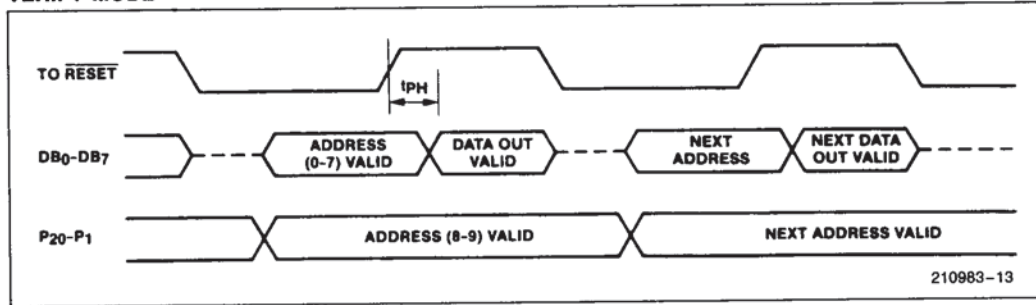 TO RESET
tPH
DB0-DB7
ADDRESS
(0-7) VALID
DATA OUT
VALID
NEXT
ADDRESS
NEXT DATA
OUT VALID
P20-P1
ADDRESS (8-9) VALID
NEXT ADDRESS VALID
210983-13